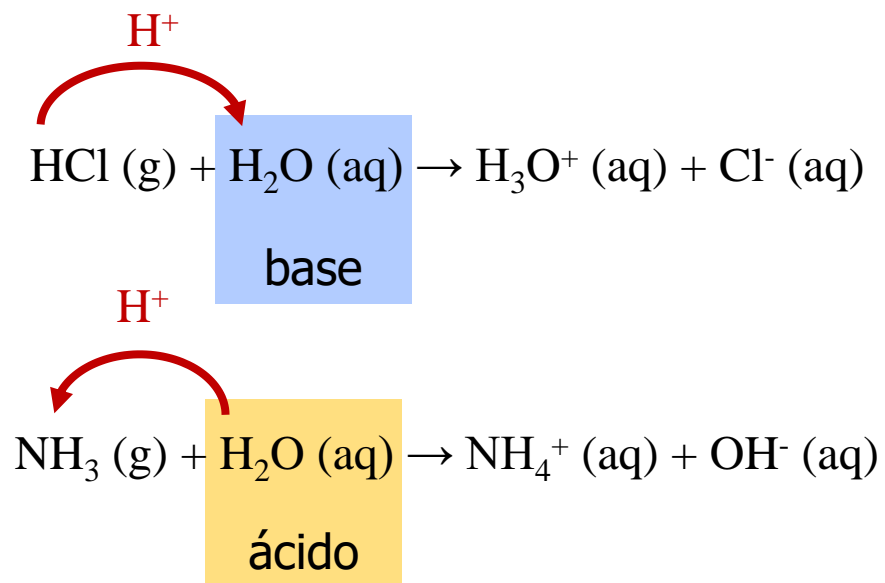 H⁺
HCl (g) + H₂O (aq) → H₃O⁺ (aq) + Cl⁻ (aq)
base
H⁺
NH₃ (g) + H₂O (aq) → NH₄⁺ (aq) + OH⁻ (aq)
ácido